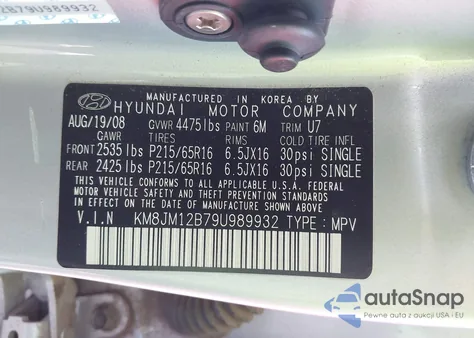 2B79U989932
MANUFACTURED IN KOREA BY
HYUNDAI MOTOR COMPANY
AUG/19/08 GVWR 4475lbs PAINT 6M TRIM U7
GAWR TIRES RIMS COLD TIRE INFL
FRONT 2535 lbs P215/65R16 6.5JX16 30psi SINGLE
REAR 2425 lbs P215/65R16 6.5JX16 30psi SINGLE
THIS VEHICLE CONFORMS TO ALL APPLICABLE U.S. FEDERAL
MOTOR VEHICLE SAFETY AND THEFT PREVENTION STANDARDS
IN EFFECT ON THE DATE OF MANUFACTURE SHOWN ABOVE.
V.I.N KM8JM12B79U989932 TYPE: MPV
autoSnap
Pewne auta z aukcji USA i EU